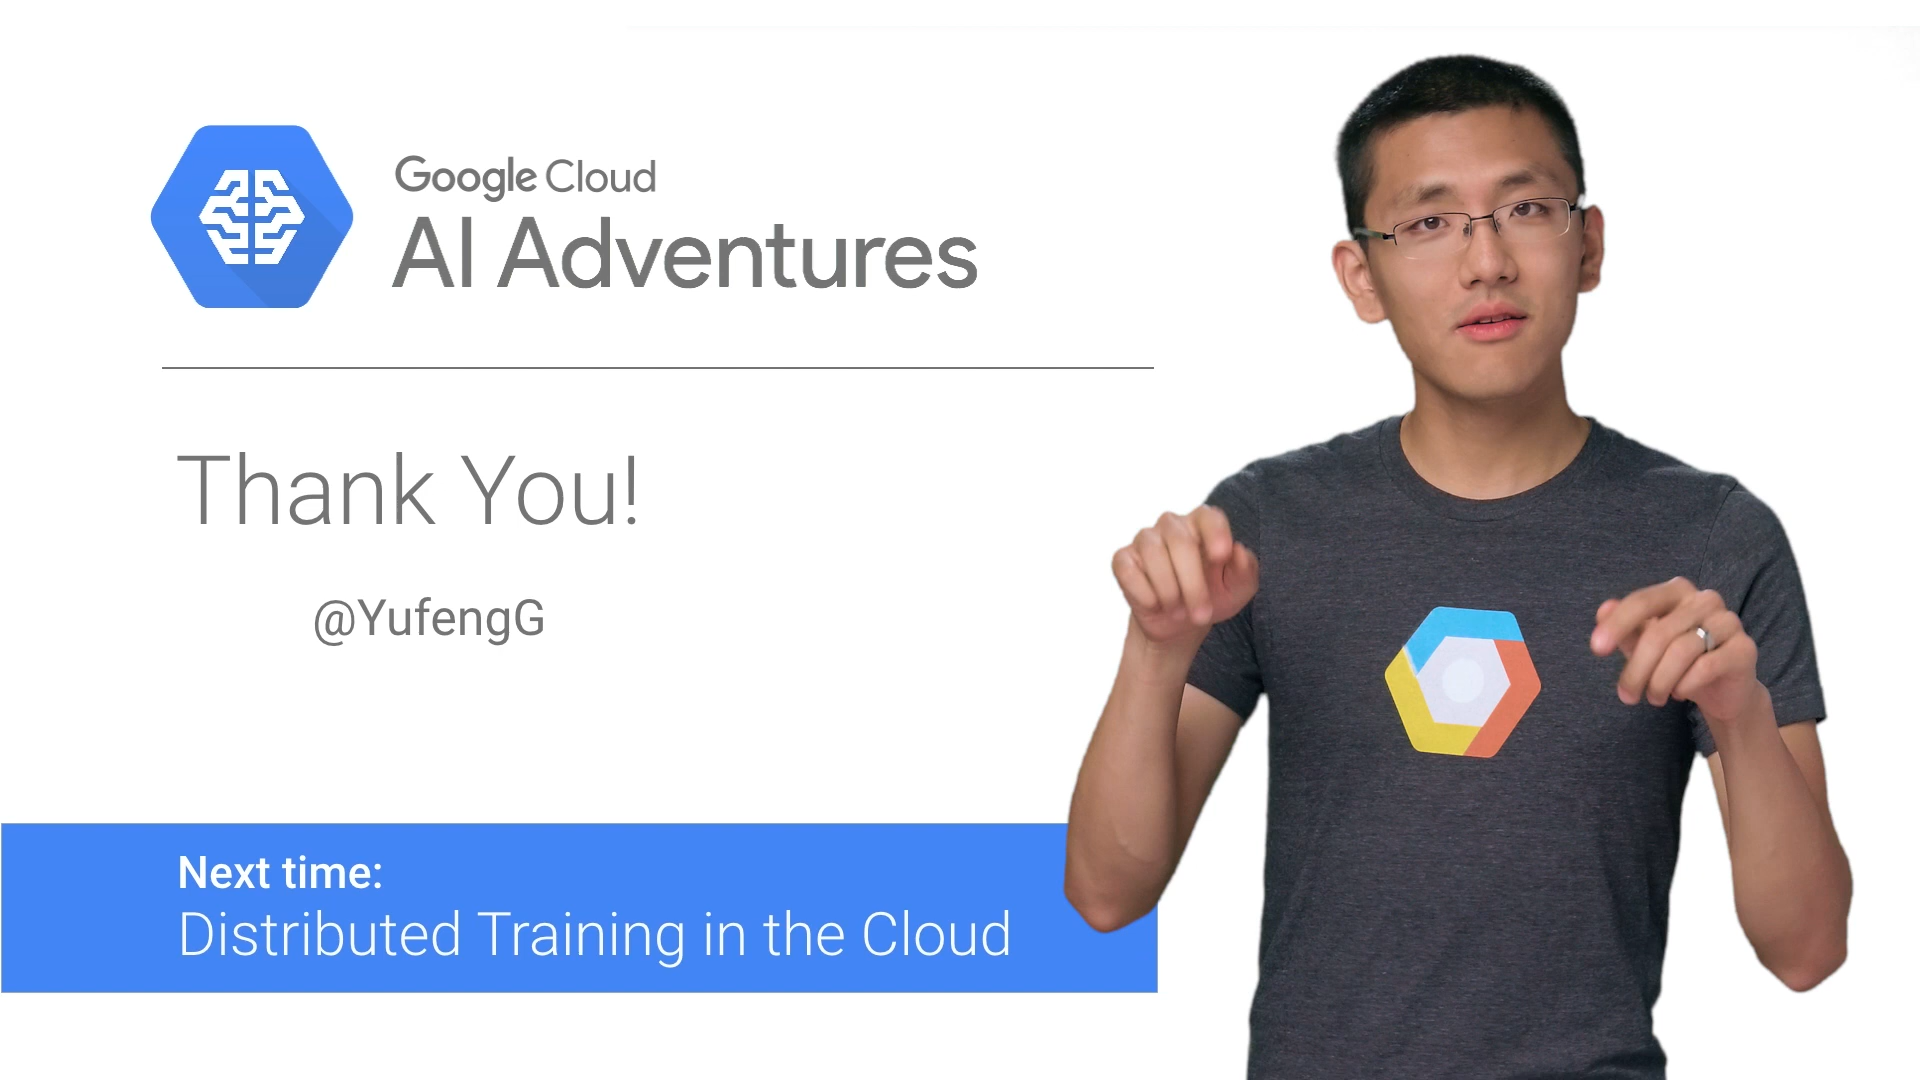 Google Cloud
AI Adventures
Thank You!
@YufengG
Next time:
Distributed Training in the Cloud